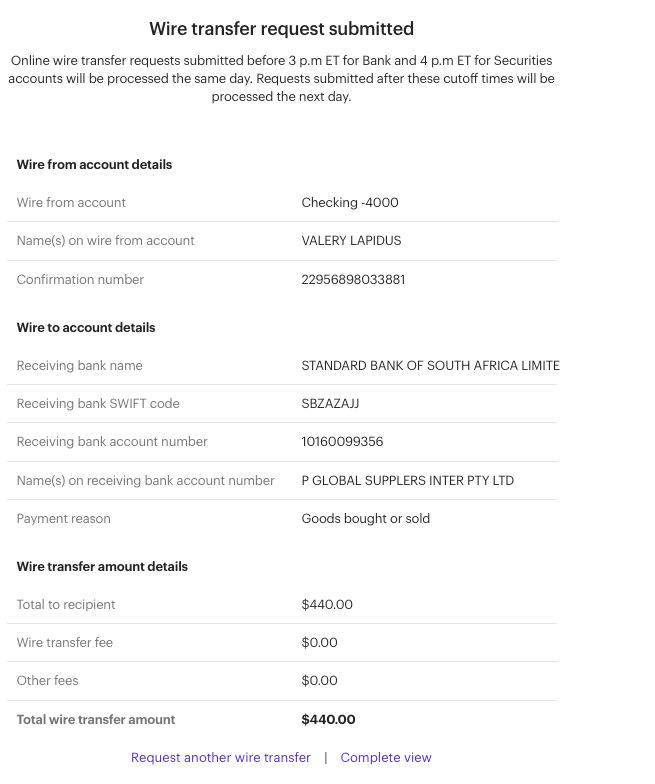 Wire transfer request submitted
Online wire transfer requests submitted before 3 p.m ET for Bank and 4 p.m ET for Securities
accounts will be processed the same day. Requests submitted after these cutoff times will be
processed the next day.
Wire from account details
Wire from account Checking -4000
Name(s) on wire from account VALERY LAPIDUS
Confirmation number 22956898033881
Wire to account details
Receiving bank name STANDARD BANK OF SOUTH AFRICA LIMITE
Receiving bank SWIFT code SBZAZAJJ
Receiving bank account number 10160099356
Name(s) on receiving bank account number P GLOBAL SUPPLERS INTER PTY LTD
Payment reason Goods bought or sold
Wire transfer amount details
Total to recipient $440.00
Wire transfer fee $0.00
Other fees $0.00
Total wire transfer amount $440.00
Request another wire transfer | Complete view